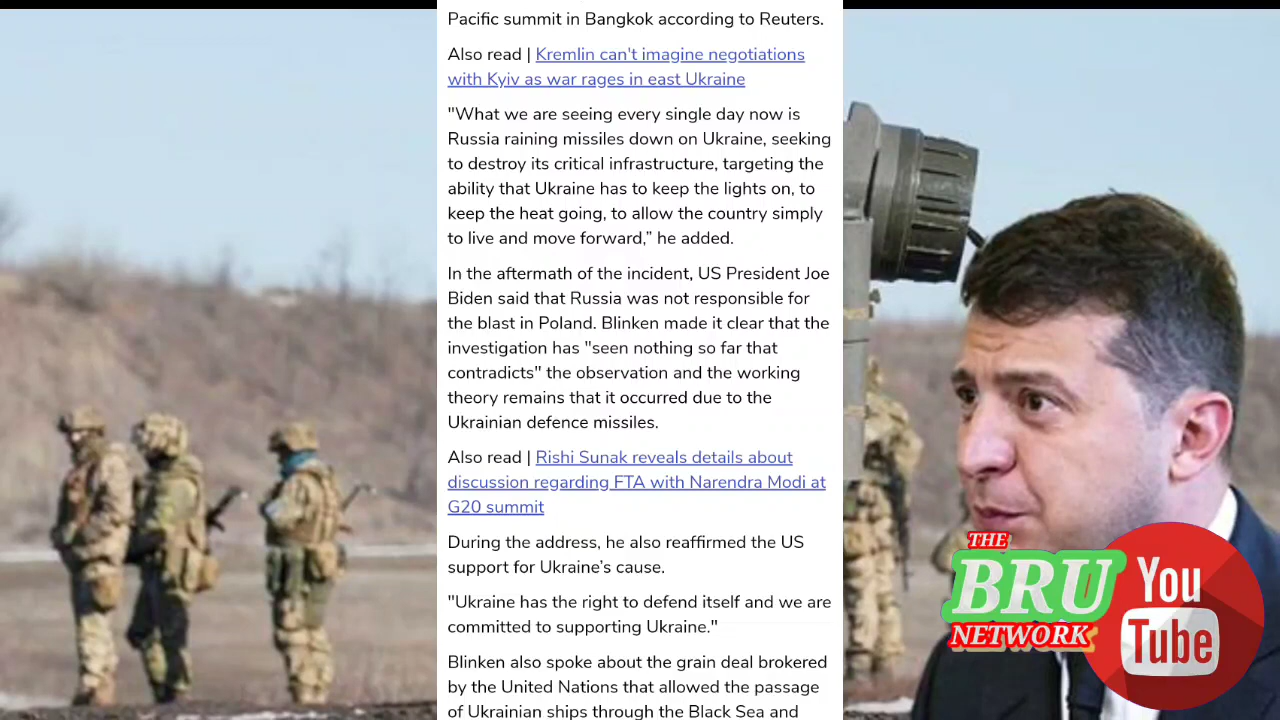 Pacific summit in Bangkok according to Reuters.
Also read | Kremlin can't imagine negotiations
with Kyiv as war rages in east Ukraine
"What we are seeing every single day now is
Russia raining missiles down on Ukraine, seeking
to destroy its critical infrastructure, targeting the
ability that Ukraine has to keep the lights on, to
keep the heat going, to allow the country simply
to live and move forward,” he added.
In the aftermath of the incident, US President Joe
Biden said that Russia was not responsible for
the blast in Poland. Blinken made it clear that the
investigation has "seen nothing so far that
contradicts" the observation and the working
theory remains that it occurred due to the
Ukrainian defence missiles.
Also read | Rishi Sunak reveals details about
discussion regarding FTA with Narendra Modi at
G20 summit
During the address, he also reaffirmed the US
support for Ukraine’s cause.
"Ukraine has the right to defend itself and we are
committed to supporting Ukraine."
Blinken also spoke about the grain deal brokered
by the United Nations that allowed the passage
of Ukrainian ships through the Black Sea and
THE
BRU
NETWORK
You
Tube